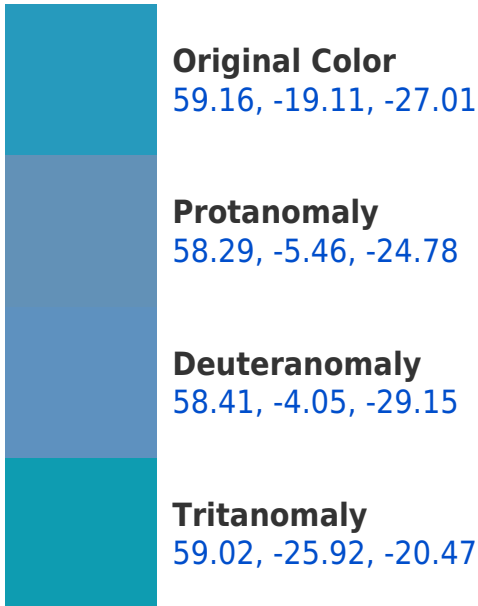 Original Color
59.16, -19.11, -27.01
Protanomaly
58.29, -5.46, -24.78
Deuteranomaly
58.41, -4.05, -29.15
Tritanomaly
59.02, -25.92, -20.47